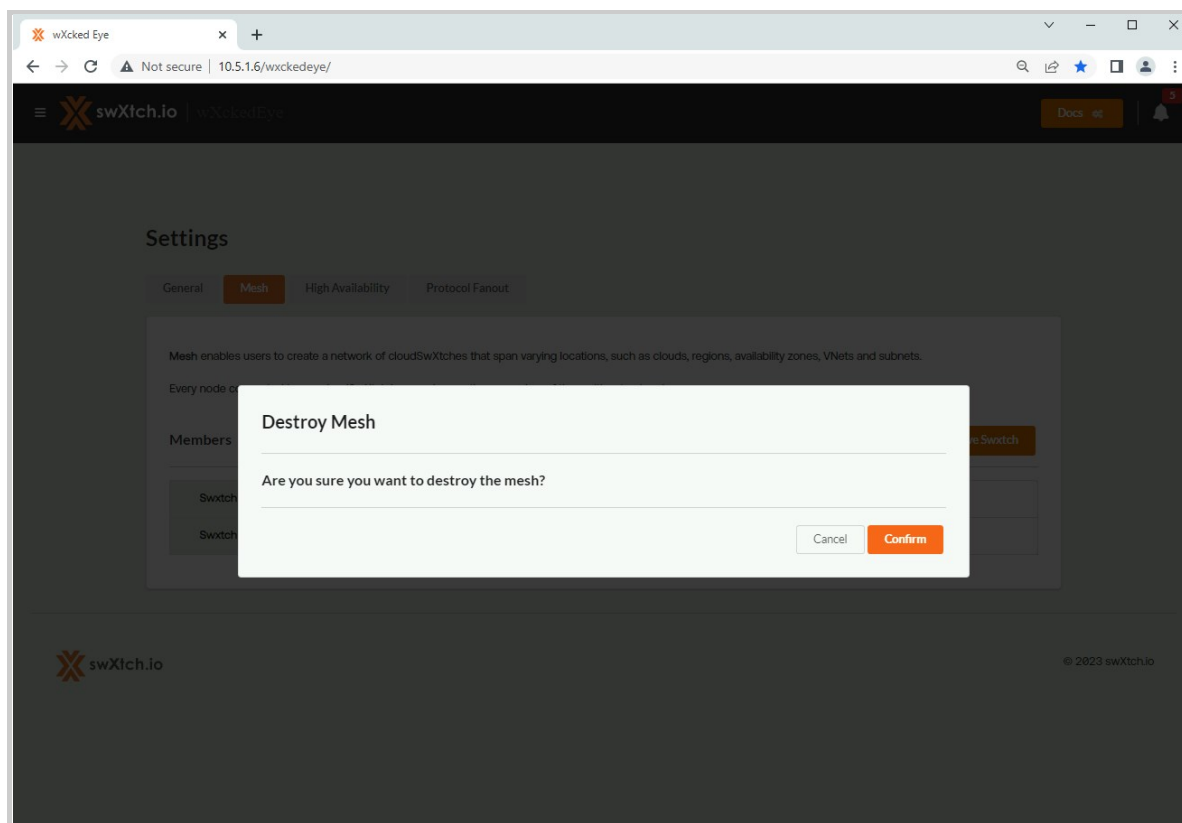 wXcked Eye
Not secure | 10.5.1.6/wxckedeye/
swXtch.io | wXckedEye
Docs
5
Settings
General Mesh High Availability Protocol Fanout
Mesh enables users to create a network of cloudSwXtches that span varying locations, such as clouds, regions, availability zones, VNets and subnets.
Every node
Destroy Mesh
Members
Swxtch
Are you sure you want to destroy the mesh?
Swxtch
Swxtch
Cancel Confirm
swXtch.io
© 2023 swXtch.io